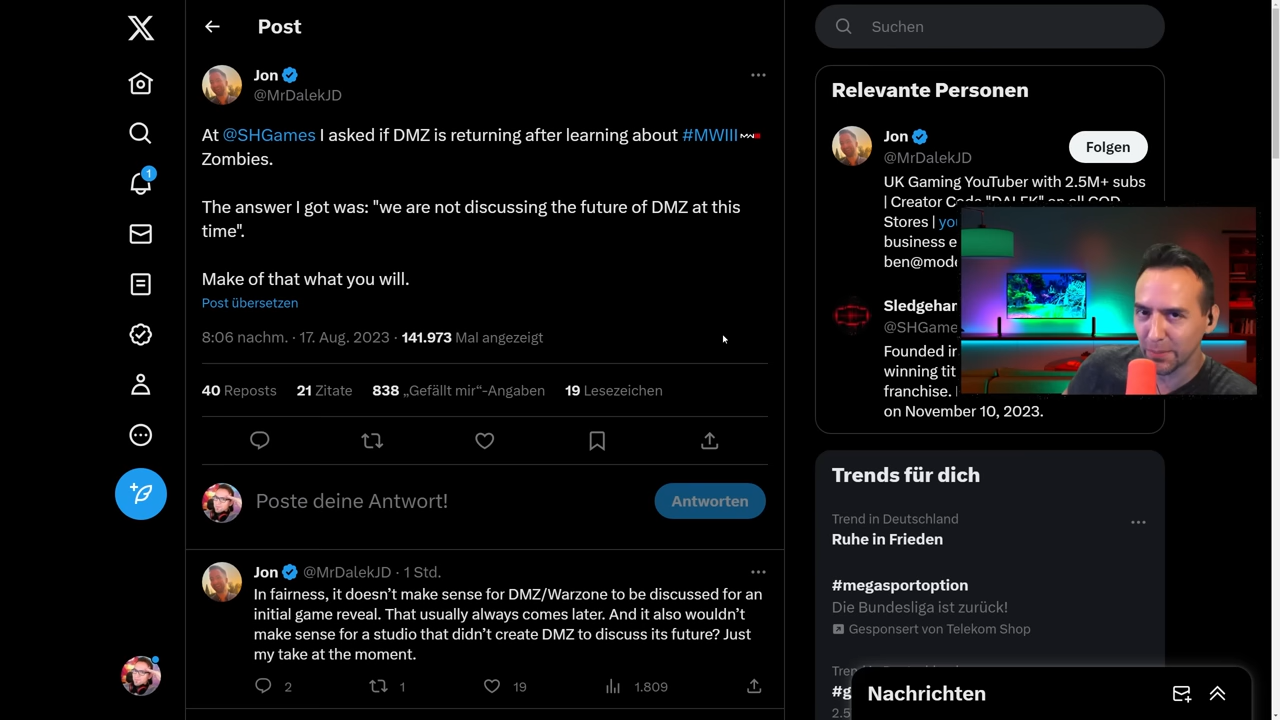 Post
Suchen
Jon
@MrDalekJD
At @SHGames I asked if DMZ is returning after learning about #MWIII
Zombies.
The answer I got was: "we are not discussing the future of DMZ at this
time".
Make of that what you will.
Post übersetzen
8:06 nachm. · 17. Aug. 2023 · 141.973 Mal angezeigt
40 Reposts 21 Zitate 838 „Gefällt mir“-Angaben 19 Lesezeichen
Poste deine Antwort!
Antworten
Jon @MrDalekJD · 1 Std.
In fairness, it doesn’t make sense for DMZ/Warzone to be discussed for an
initial game reveal. That usually always comes later. And it also wouldn’t
make sense for a studio that didn’t create DMZ to discuss its future? Just
my take at the moment.
2 1 19 1.809
1
Relevante Personen
Jon
@MrDalekJD
Folgen
UK Gaming YouTuber with 2.5M+ subs
| Creator Code "DALEK" on all COD
Stores | yo
business e
ben@mod
Sledgehar
@SHGame
Founded in
winning tit
franchise.
on November 10, 2023.
Trends für dich
Trend in Deutschland
Ruhe in Frieden
#megasportoption
Die Bundesliga ist zurück!
Gesponsert von Telekom Shop
Tren
#g
2.5
Nachrichten